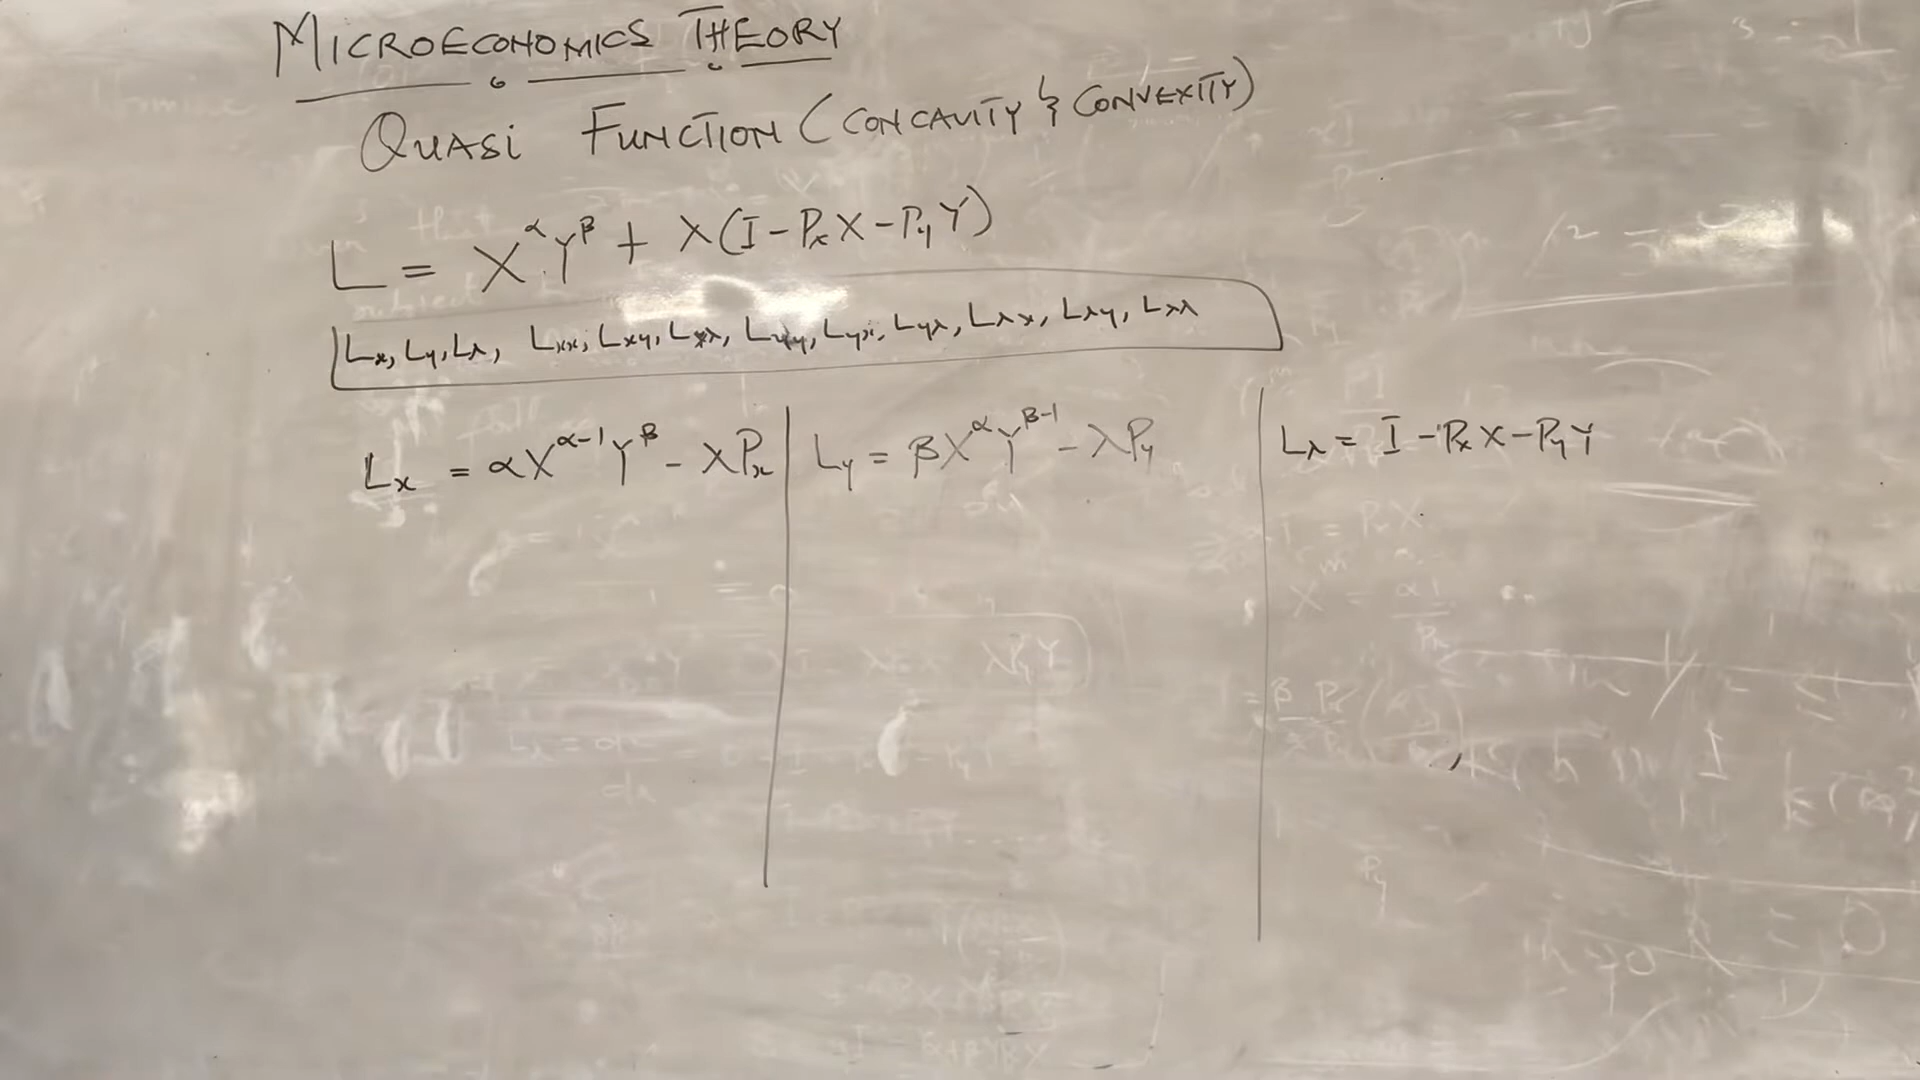 MICROECONOMICS THEORY
QUASI FUNCTION (CONCAVITY & CONVEXITY)
L = X^α Y^β + λ(I - PxX - PyY)
Lx, Ly, Lλ, Lxx, Lxy, Lxλ, Lyy, Lyx, Lyλ, Lλx, Lλy, Lλλ
Lx = αX^α-1 Y^β - λPx
Ly = βX^α Y^β-1 - λPy
Lλ = I - PxX - PyY